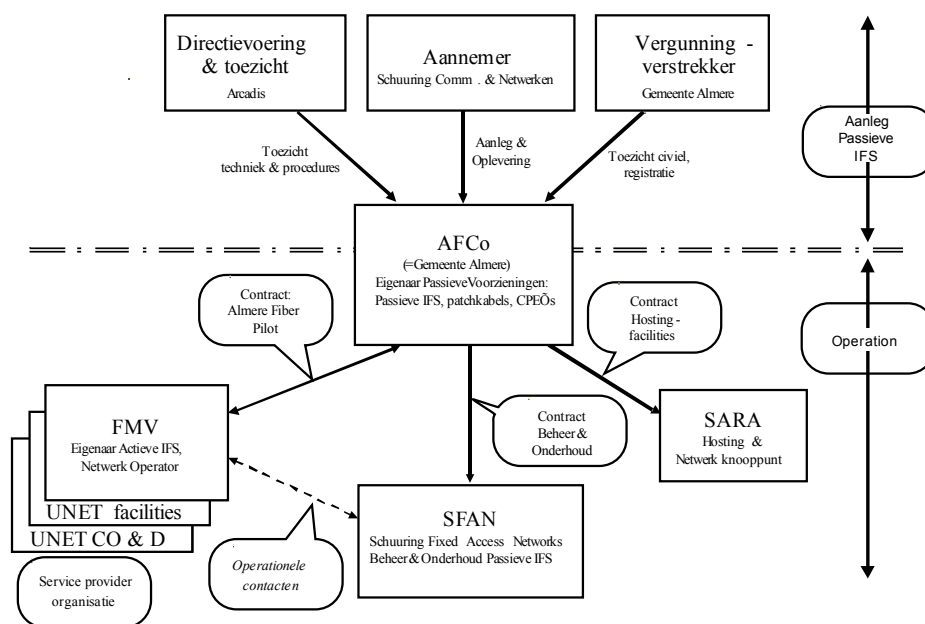 Directievoering
& toezicht
Arcadis
Aannemer
Schuuring Comm . & Netwerken
Vergunning -
verstrekker
Gemeente Almere
Aanleg
Passieve
IFS
Toezicht
techniek & procedures
Aanleg &
Oplevering
Toezicht civiel,
registratie
AFCo
(=Gemeente Almere)
Eigenaar PassieveVoorzieningen:
Passieve IFS, patchkabels, CPEÕs
Contract:
Almere Fiber
Pilot
Contract
Hosting-
facilities
Operation
FMV
Eigenaar Actieve IFS,
Netwerk Operator
UNET facilities
UNET CO & D
Contract
Beheer &
Onderhoud
SARA
Hosting &
Netwerk knooppunt
SFAN
Schuuring Fixed Access Networks
Beheer & Onderhoud Passieve IFS
Operationele
contacten
Service provider
organisatie